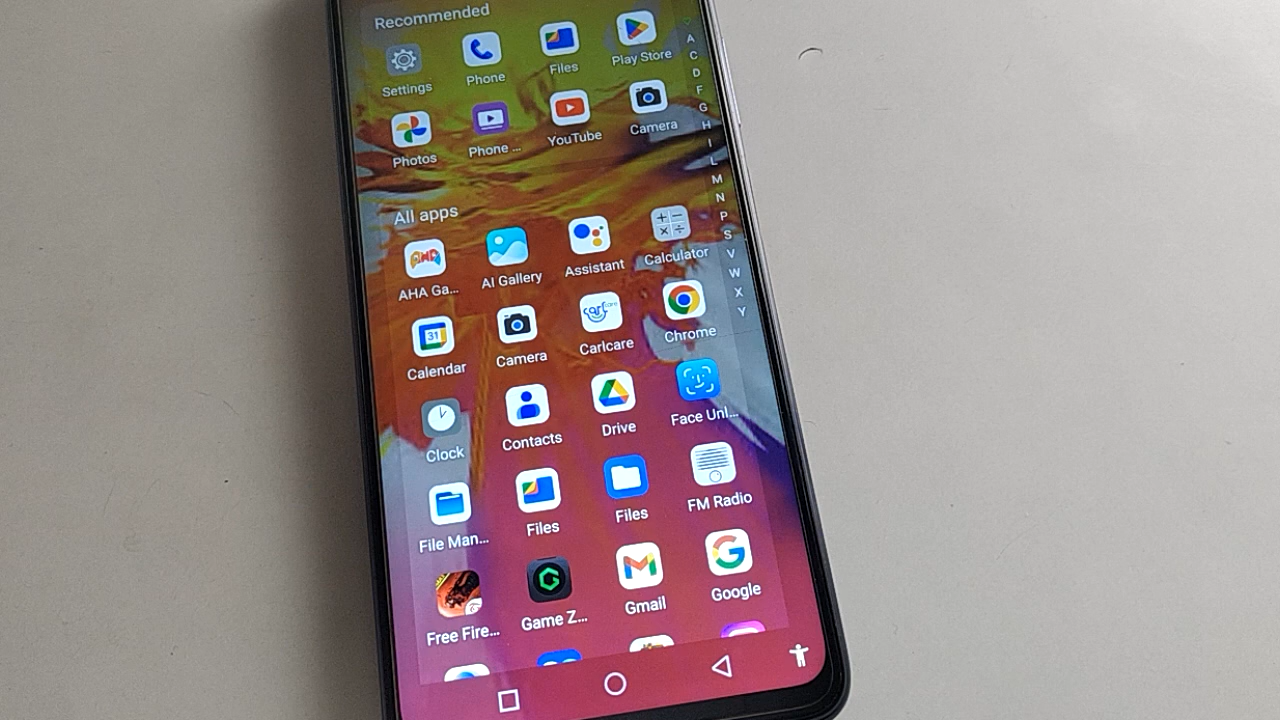 Recommended
Settings Phone Files Play Store
Photos Phone ... YouTube Camera
All apps
AHA Ga... AI Gallery Assistant Calculator
31
Calendar Camera Carlcare Chrome
Clock Contacts Drive Face Unl...
File Man... Files Files FM Radio
Free Fire... Game Z... Gmail Google
A
C
D
F
G
H
I
L
M
N
P
S
V
W
X
Y